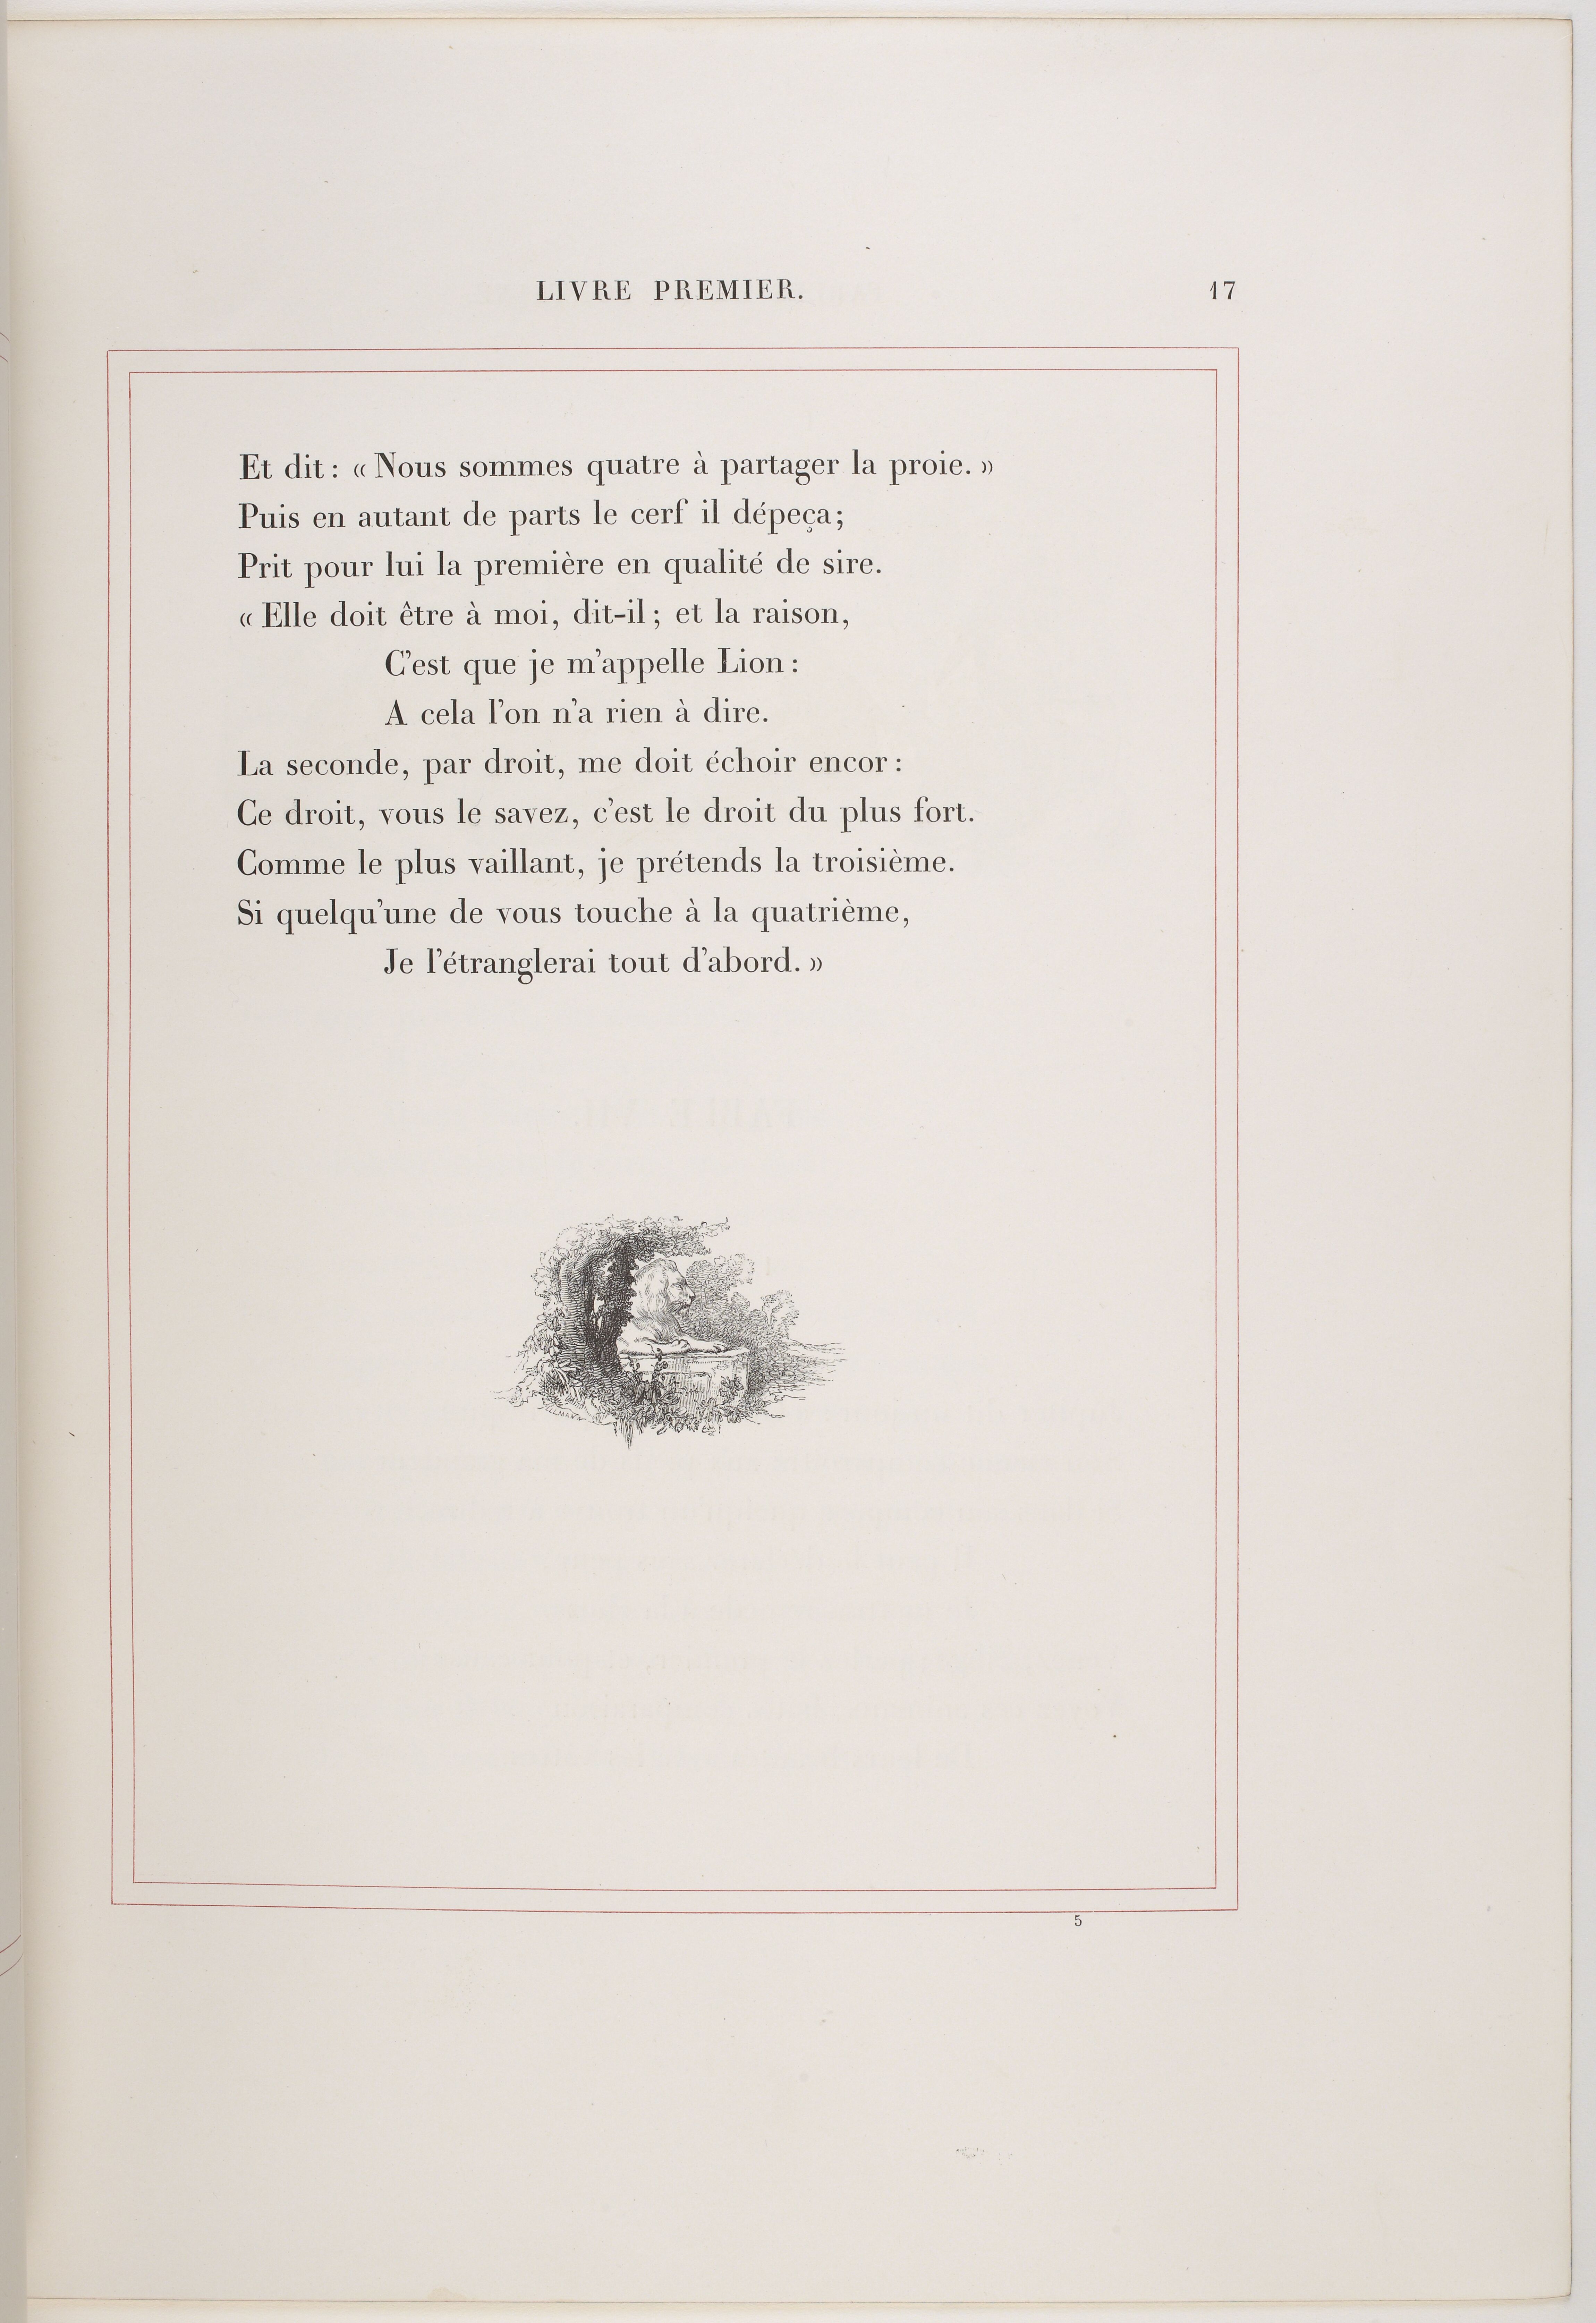 LIVRE PREMIER. 17
Et dit : « Nous sommes quatre à partager la proie. »
Puis en autant de parts le cerf il dépeça;
Prit pour lui la première en qualité de sire.
« Elle doit être à moi, dit-il ; et la raison,
C'est que je m'appelle Lion :
A cela l'on n'a rien à dire.
La seconde, par droit, me doit échoir encor :
Ce droit, vous le savez, c'est le droit du plus fort.
Comme le plus vaillant, je prétends la troisième.
Si quelqu'une de vous touche à la quatrième,
Je l'étranglerai tout d'abord. »
5